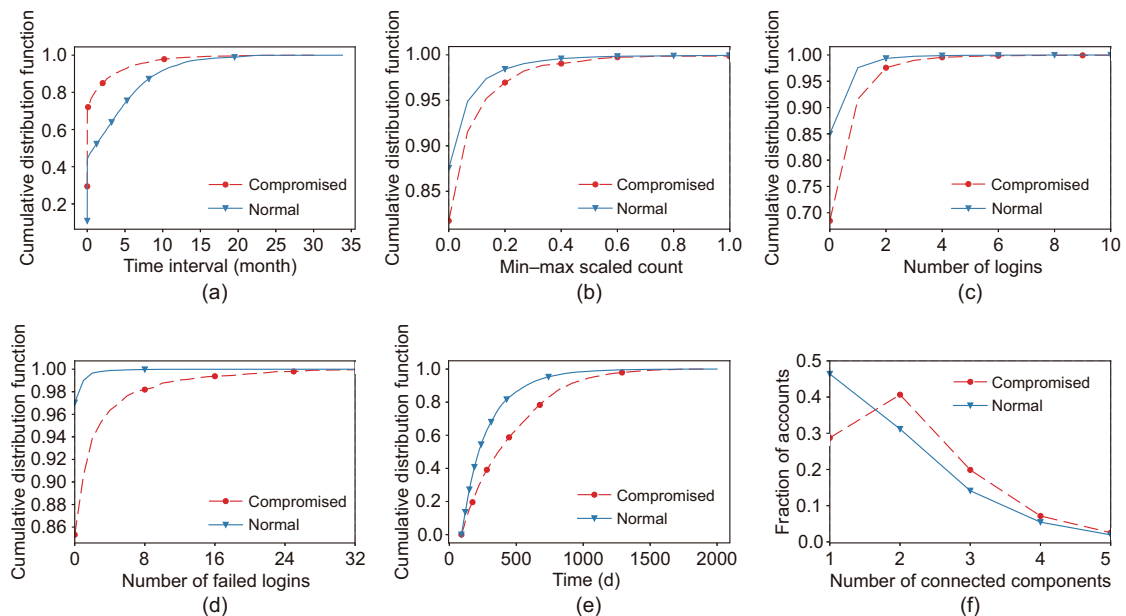 Cumulative distribution function
1.0
0.8
0.6
0.4
0.2
Compromised
Normal
0 5 10 15 20 25 30 35
Time interval (month)
(a)
Cumulative distribution function
1.00
0.95
0.90
0.85
Compromised
Normal
0.0 0.2 0.4 0.6 0.8 1.0
Min–max scaled count
(b)
Cumulative distribution function
1.00
0.95
0.90
0.85
0.80
0.75
0.70
Compromised
Normal
0 2 4 6 8 10
Number of logins
(c)
Cumulative distribution function
1.00
0.98
0.96
0.94
0.92
0.90
0.88
0.86
Compromised
Normal
0 8 16 24 32
Number of failed logins
(d)
Cumulative distribution function
1.0
0.8
0.6
0.4
0.2
0.0
Compromised
Normal
0 500 1000 1500 2000
Time (d)
(e)
Fraction of accounts
0.5
0.4
0.3
0.2
0.1
0.0
Compromised
Normal
1 2 3 4 5
Number of connected components
(f)